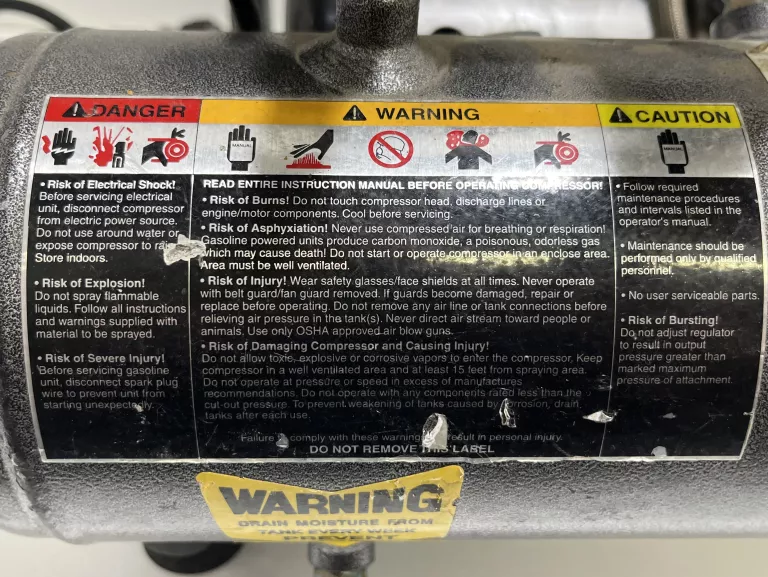 DANGER
• Risk of Electrical Shock!
Before servicing electrical
unit, disconnect compressor
from electric power source.
Do not use around water or
expose compressor to
Store indoors.
• Risk of Explosion!
Do not spray flammable
liquids. Follow all instructions
and warnings supplied with
material to be sprayed.
• Risk of Severe Injury!
Before servicing gasoline
unit, disconnect spark plug
wire to prevent unit from
starting unexpectedly.
WARNING
MANUAL
READ ENTIRE INSTRUCTION MANUAL BEFORE OPERATING COMPRESSOR!
• Risk of Burns! Do not touch compressor head, discharge lines or
engine/motor components. Cool before servicing.
• Risk of Asphyxiation! Never use compressed air for breathing or respiration!
Gasoline powered units produce carbon monoxide, a poisonous, odorless gas
which may cause death! Do not start or operate compressor in an enclose area.
Area must be well ventilated.
• Risk of Injury! Wear safety glasses/face shields at all times. Never operate
with belt guard/fan guard removed. If guards become damaged, repair or
replace before operating. Do not remove any air line or tank connections before
relieving air pressure in tha tank(s). Never direct air stream toward people or
animals. Use only OSHA approved air blow guns.
• Risk of Damaging Compressor and Causing Injury!
Do not allow toxic, explosive or corrosive vapors to enter the compressor. Keep
compressor in a well ventilated area and at least 15 feet from spraying area.
Do not operate at pressure or speed in excess of manufactures
recommendations. Do not operate with any components rated less than the
cut-out pressure. To prevent weakening of tanks caused by corrosion, drain
tanks after each use.
Failure comply with these warning result in personal injury.
DO NOT REMOVE THIS LABEL
CAUTION
MANUAL
• Follow required
maintenance procedures
and intervals listed in the
operator's manual.
• Maintenance should be
performed only by qualified
personnel.
• No user serviceable parts.
• Risk of Bursting!
Do not adjust regulator
to result in output
pressure greater than
marked maximum
pressure of attachment.
WARNING
DRAIN MOISTURE FROM
TANK EVERY WEEK
PREVENT